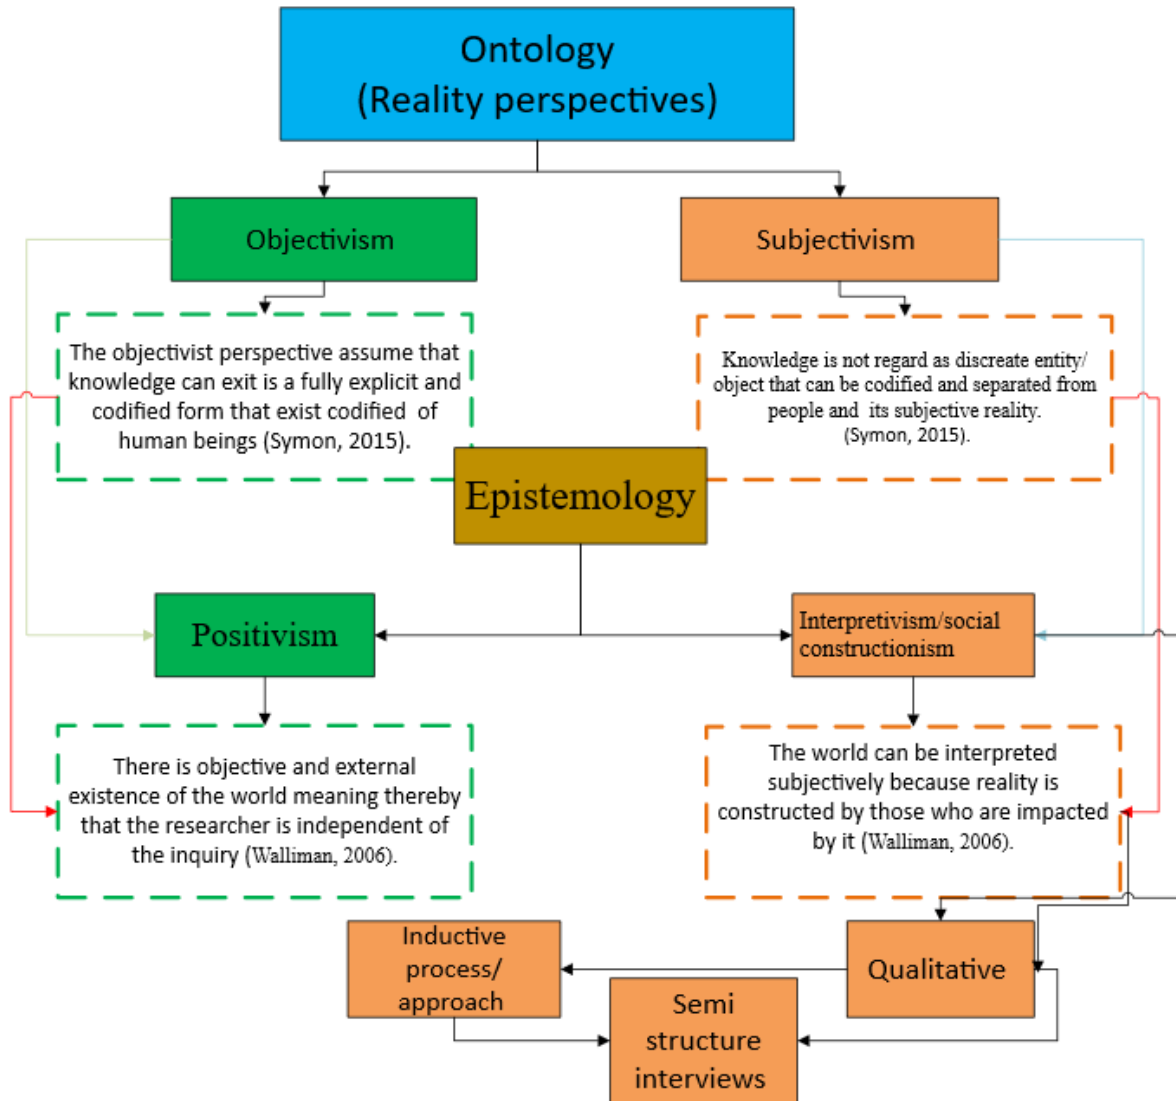 Ontology
(Reality perspectives)
Objectivism
Subjectivism
The objectivist perspective assume that
knowledge can exit is a fully explicit and
codified form that exist codified of
human beings (Symon, 2015).
Knowledge is not regard as discreate entity/
object that can be codified and separated from
people and its subjective reality.
(Symon, 2015).
Epistemology
Positivism
Interpretivism/social
constructionism
There is objective and external
existence of the world meaning thereby
that the researcher is independent of
the inquiry (Walliman, 2006).
The world can be interpreted
subjectively because reality is
constructed by those who are impacted
by it (Walliman, 2006).
Inductive
process/
approach
Qualitative
Semi
structure
interviews